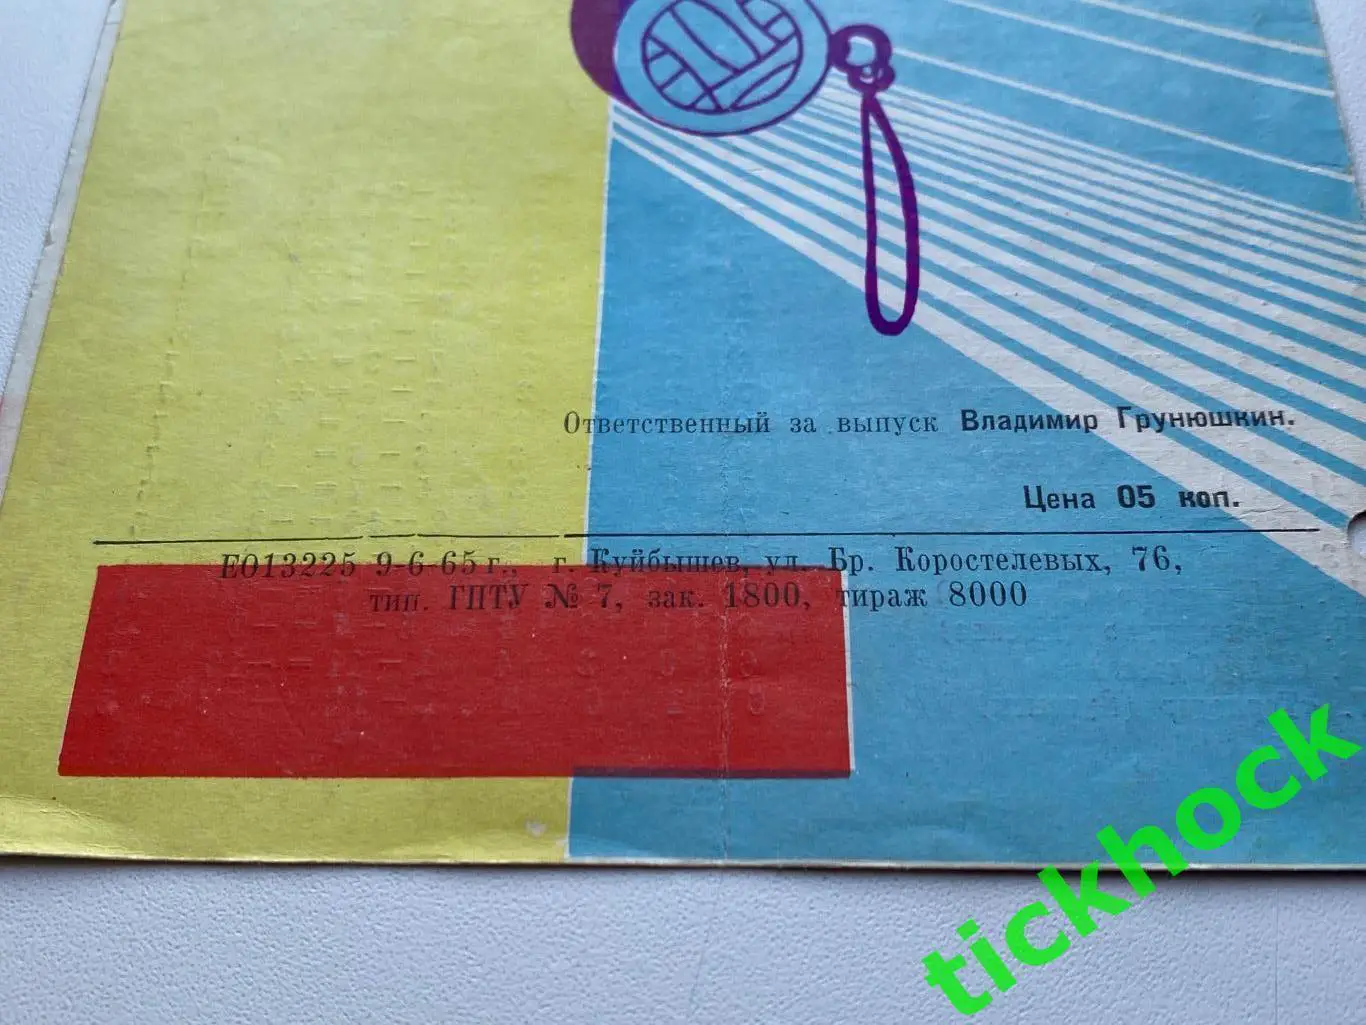 Ответственный за выпуск Владимир Грунюшкин.
Цена 05 коп.
ЕО13225 9-6-65 г., г. Куйбышев, ул. Бр. Коростелевых, 76,
тип. ГПТУ № 7, зак. 1800, тираж 8000
tickhock